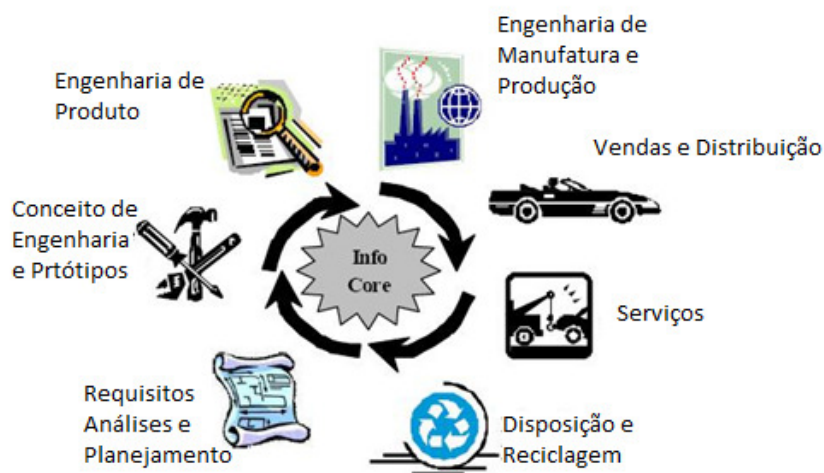 Engenharia de
Manufatura e
Produção
Engenharia de
Produto
Vendas e Distribuição
Conceito de
Engenharia
e Prtótipos
Info
Core
Serviços
Requisitos
Análises e
Planejamento
Disposição e
Reciclagem